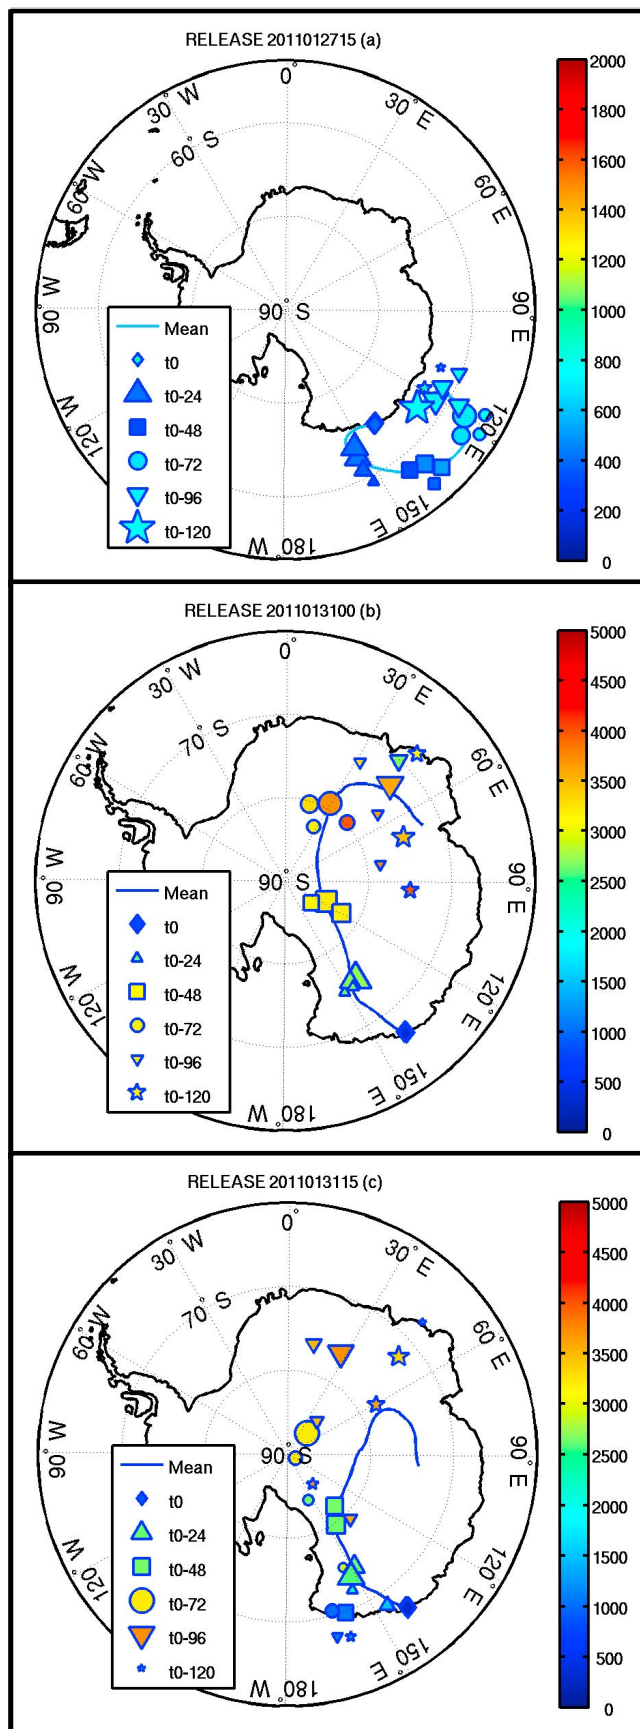 RELEASE 2011012715 (a)
0°
30° W
30° E
60° S
60° W
60° E
90° W
90° S
90° E
120° W
120° E
150° E
180° W
Mean
t0
t0-24
t0-48
t0-72
t0-96
t0-120
2000
1800
1600
1400
1200
1000
800
600
400
200
0
RELEASE 2011013100 (b)
0°
30° W
30° E
70° S
60° W
60° E
90° W
90° S
90° E
120° W
120° E
150° E
180° W
Mean
t0
t0-24
t0-48
t0-72
t0-96
t0-120
5000
4500
4000
3500
3000
2500
2000
1500
1000
500
0
RELEASE 2011013115 (c)
0°
30° W
30° E
70° S
60° W
60° E
90° W
90° S
90° E
120° W
120° E
150° E
180° W
Mean
t0
t0-24
t0-48
t0-72
t0-96
t0-120
5000
4500
4000
3500
3000
2500
2000
1500
1000
500
0